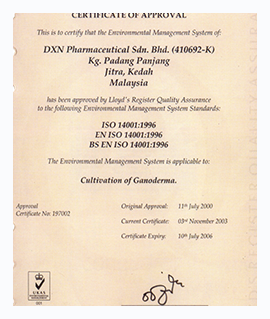 CERTIFICATE OF APPROVAL
This is to certify that the Environmental Management System of:
DXN Pharmaceutical Sdn. Bhd. (410692-K)
Kg. Padang Panjang
Jitra, Kedah
Malaysia
has been approved by Lloyd's Register Quality Assurance
to the following Environmental Management System Standards:
ISO 14001:1996
EN ISO 14001:1996
BS EN ISO 14001:1996
The Environmental Management System is applicable to:
Cultivation of Ganoderma.
Approval
Certificate No: 197002
Original Approval: 11th July 2000
Current Certificate: 03rd November 2003
Certificate Expiry: 10th July 2006
UKAS